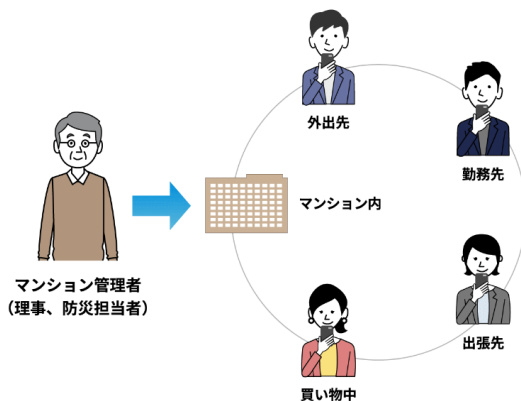 外出先
勤務先
マンション内
マンション管理者
（理事、防災担当者）
出張先
買い物中